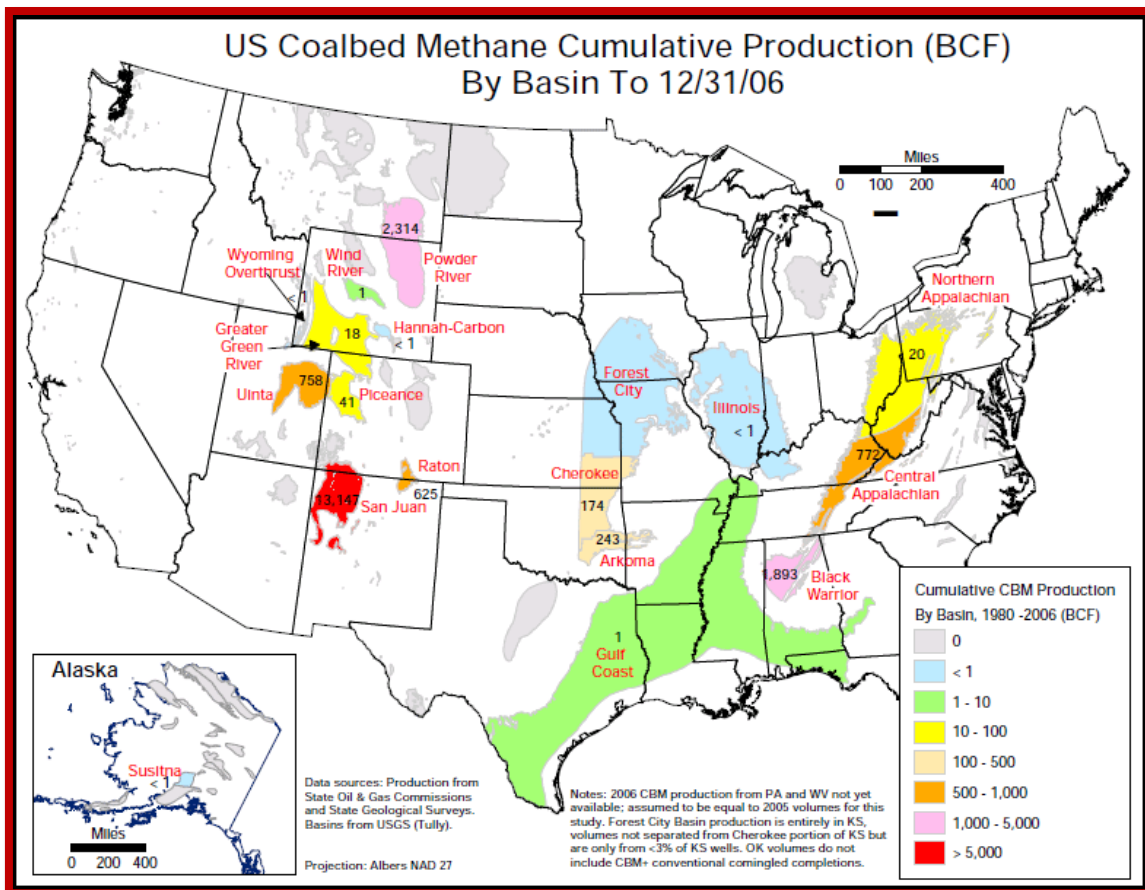 US Coalbed Methane Cumulative Production (BCF)
By Basin To 12/31/06
Miles
0 100 200 400
2,314
Powder
River
Wyoming
Overthrust
< 1
Wind
River
1
Greater
Green
River
18
Hannah-Carbon
< 1
Uinta
758
Piceance
41
Raton
625
13,147
San Juan
Forest
City
Illinois
< 1
Cherokee
174
243
Arkoma
Northern
Appalachian
20
772
Central
Appalachian
1,893
Black
Warrior
1
Gulf
Coast
Alaska
Susitna
< 1
Miles
0 200 400
Data sources: Production from
State Oil & Gas Commissions
and State Geological Surveys.
Basins from USGS (Tully).
Projection: Albers NAD 27
Notes: 2006 CBM production from PA and WV not yet
available; assumed to be equal to 2005 volumes for this
study. Forest City Basin production is entirely in KS,
volumes not separated from Cherokee portion of KS but
are only from <3% of KS wells. OK volumes do not
include CBM+ conventional comingled completions.
Cumulative CBM Production
By Basin, 1980 -2006 (BCF)
0
< 1
1 - 10
10 - 100
100 - 500
500 - 1,000
1,000 - 5,000
> 5,000